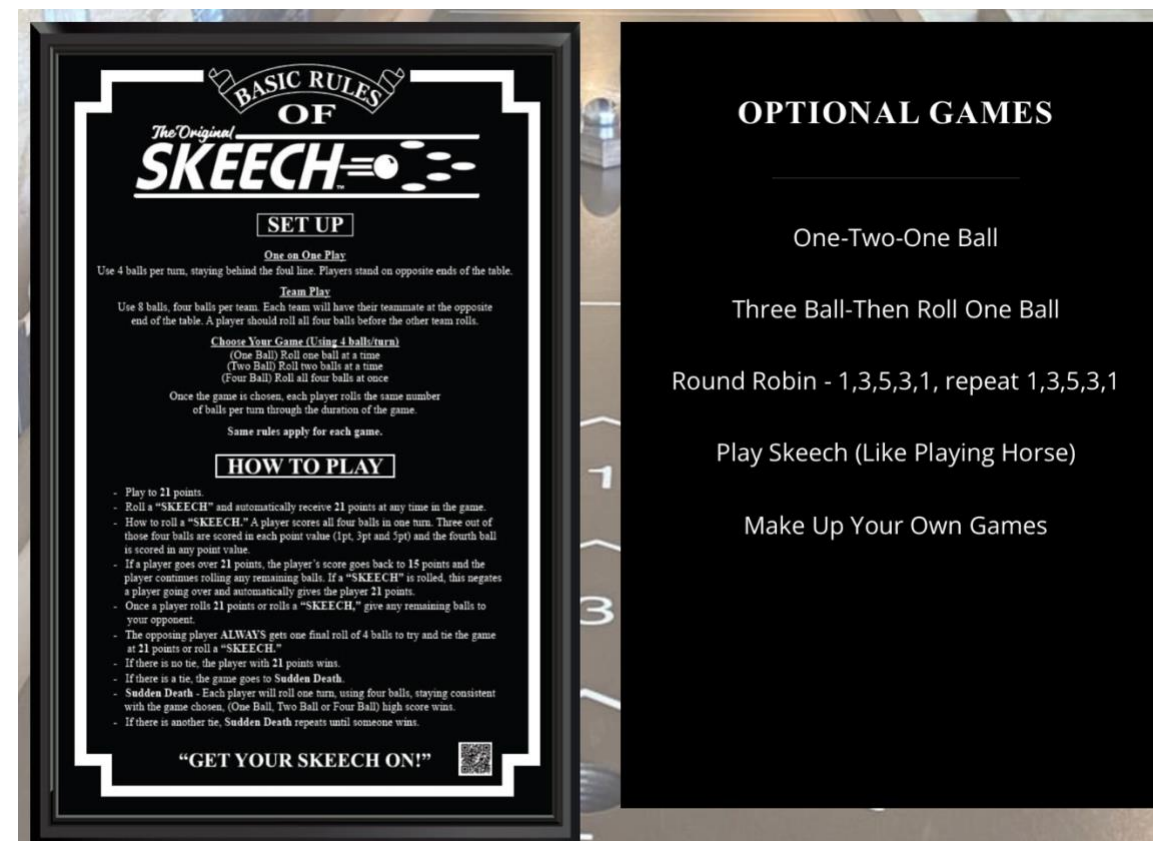 BASIC RULES
OF
The Original
SKEECH™
SET UP
One on One Play
Use 4 balls per turn, staying behind the foul line. Players stand on opposite ends of the table.
Team Play
Use 8 balls, four balls per team. Each team will have their teammate at the opposite
end of the table. A player should roll all four balls before the other team rolls.
Choose Your Game (Using 4 balls/turn)
(One Ball) Roll one ball at a time
(Two Ball) Roll two balls at a time
(Four Ball) Roll all four balls at once
Once the game is chosen, each player rolls the same number
of balls per turn through the duration of the game.
Same rules apply for each game.
HOW TO PLAY
- Play to 21 points.
- Roll a “SKEECH” and automatically receive 21 points at any time in the game.
- How to roll a “SKEECH.” A player scores all four balls in one turn. Three out of
those four balls are scored in each point value (1pt, 3pt and 5pt) and the fourth ball
is scored in any point value.
- If a player goes over 21 points, the player’s score goes back to 15 points and the
player continues rolling any remaining balls. If a “SKEECH” is rolled, this negates
a player going over and automatically gives the player 21 points.
- Once a player rolls 21 points or rolls a “SKEECH,” give any remaining balls to
your opponent.
- The opposing player ALWAYS gets one final roll of 4 balls to try and tie the game
at 21 points or roll a “SKEECH.”
- If there is no tie, the player with 21 points wins.
- If there is a tie, the game goes to Sudden Death.
- Sudden Death - Each player will roll one turn, using four balls, staying consistent
with the game chosen, (One Ball, Two Ball or Four Ball) high score wins.
- If there is another tie, Sudden Death repeats until someone wins.
“GET YOUR SKEECH ON!”
1
3
OPTIONAL GAMES
One-Two-One Ball
Three Ball-Then Roll One Ball
Round Robin - 1,3,5,3,1, repeat 1,3,5,3,1
Play Skeech (Like Playing Horse)
Make Up Your Own Games